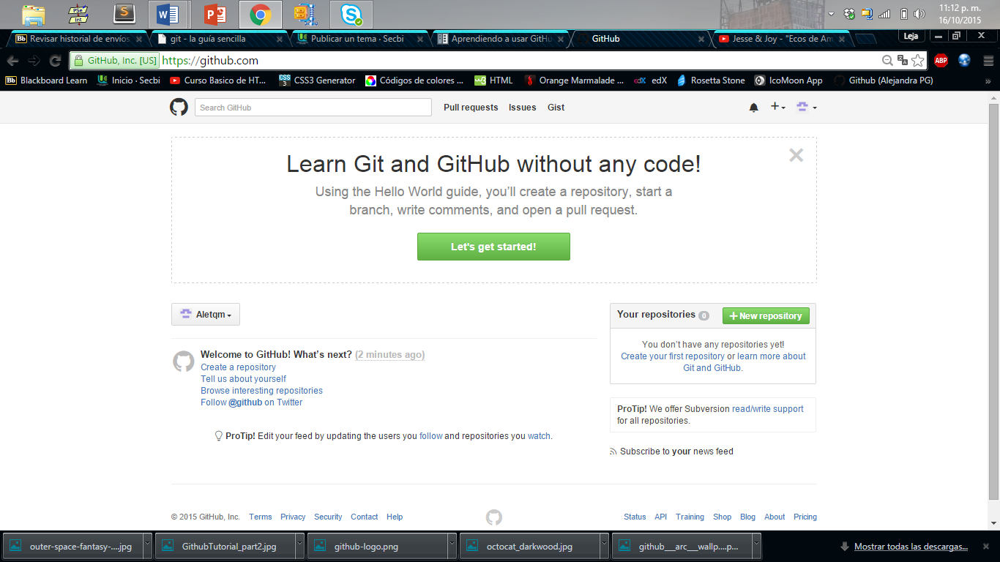 11:12 p. m.
16/10/2015
PSe
Int
Bb Revisar historial de envíos
git - la guía sencilla
Publicar un tema · Secbi
Aprendiendo a usar GitHu
GitHub
Jesse & Joy - "Ecos de Am
Leja
GitHub, Inc. [US] https://github.com
ABP
Bb Blackboard Learn
Inicio · Secbi
Curso Basico de HT...
CSS3 Generator
Códigos de colores ...
HTML
Orange Marmalade ...
edX edX
Rosetta Stone
IcoMoon App
Github (Alejandra PG)
»
Search GitHub
Pull requests Issues Gist
Learn Git and GitHub without any code!
Using the Hello World guide, you’ll create a repository, start a
branch, write comments, and open a pull request.
Let's get started!
Aletqm
Welcome to GitHub! What’s next? (2 minutes ago)
Create a repository
Tell us about yourself
Browse interesting repositories
Follow @github on Twitter
ProTip! Edit your feed by updating the users you follow and repositories you watch.
Your repositories 0
New repository
You don’t have any repositories yet!
Create your first repository or learn more about
Git and GitHub.
ProTip! We offer Subversion read/write support
for all repositories.
Subscribe to your news feed
© 2015 GitHub, Inc. Terms Privacy Security Contact Help
Status API Training Shop Blog About Pricing
outer-space-fantasy-....jpg
GithubTutorial_part2.jpg
github-logo.png
octocat_darkwood.jpg
github___arc___wallp....p...
Mostrar todas las descargas...